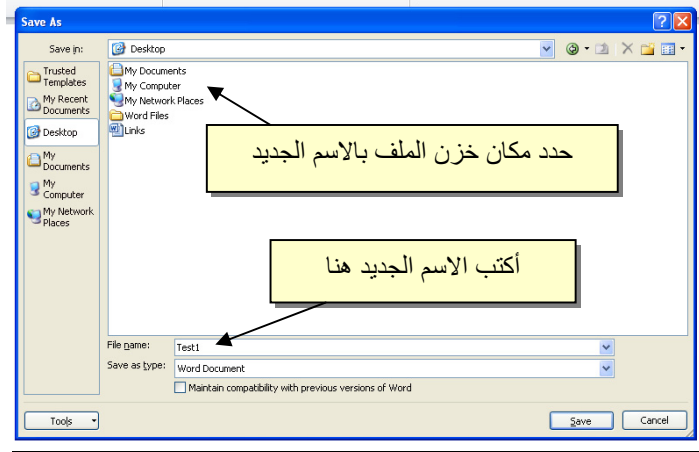 Save As
Save in:
Desktop
Trusted
Templates
My Recent
Documents
Desktop
My
Documents
My
Computer
My Network
Places
My Documents
My Computer
My Network Places
Word Files
Links
حدد مكان خزن الملف بالاسم الجديد
أكتب الاسم الجديد هنا
File name:
Test1
Save as type:
Word Document
Maintain compatibility with previous versions of Word
Tools
Save
Cancel